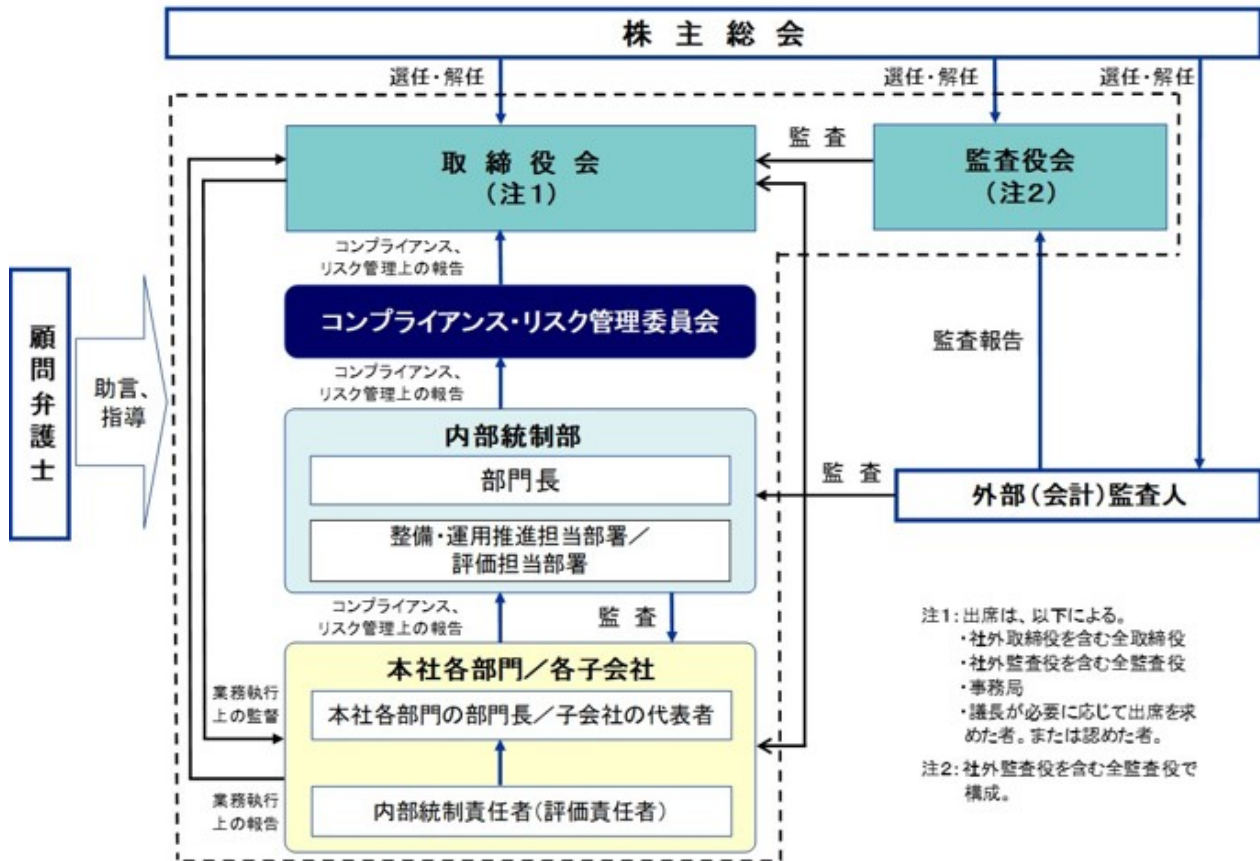 株主総会
選任・解任
選任・解任
選任・解任
取締役会
(注1)
監査
監査役会
(注2)
コンプライアンス、
リスク管理上の報告
コンプライアンス・リスク管理委員会
顧問弁護士
助言、
指導
監査報告
コンプライアンス、
リスク管理上の報告
内部統制部
部門長
整備・運用推進担当部署／
評価担当部署
監査
外部(会計)監査人
コンプライアンス、
リスク管理上の報告
監査
本社各部門／各子会社
本社各部門の部門長／子会社の代表者
内部統制責任者(評価責任者)
業務執行
上の監督
業務執行
上の報告
注1：出席は、以下による。
・社外取締役を含む全取締役
・社外監査役を含む全監査役
・事務局
・議長が必要に応じて出席を求
めた者。または認めた者。
注2：社外監査役を含む全監査役で
構成。